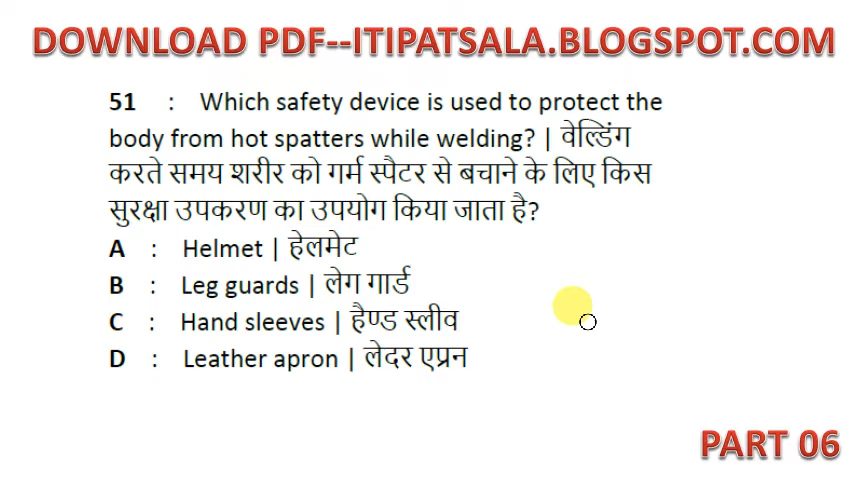 DOWNLOAD PDF--ITIPATSALA.BLOGSPOT.COM
51 : Which safety device is used to protect the
body from hot spatters while welding? | वेल्डिंग
करते समय शरीर को गर्म स्पैटर से बचाने के लिए किस
सुरक्षा उपकरण का उपयोग किया जाता है?
A : Helmet | हेलमेट
B : Leg guards | लेग गार्ड
C : Hand sleeves | हैण्ड स्लीव
D : Leather apron | लेदर एप्रन
PART 06